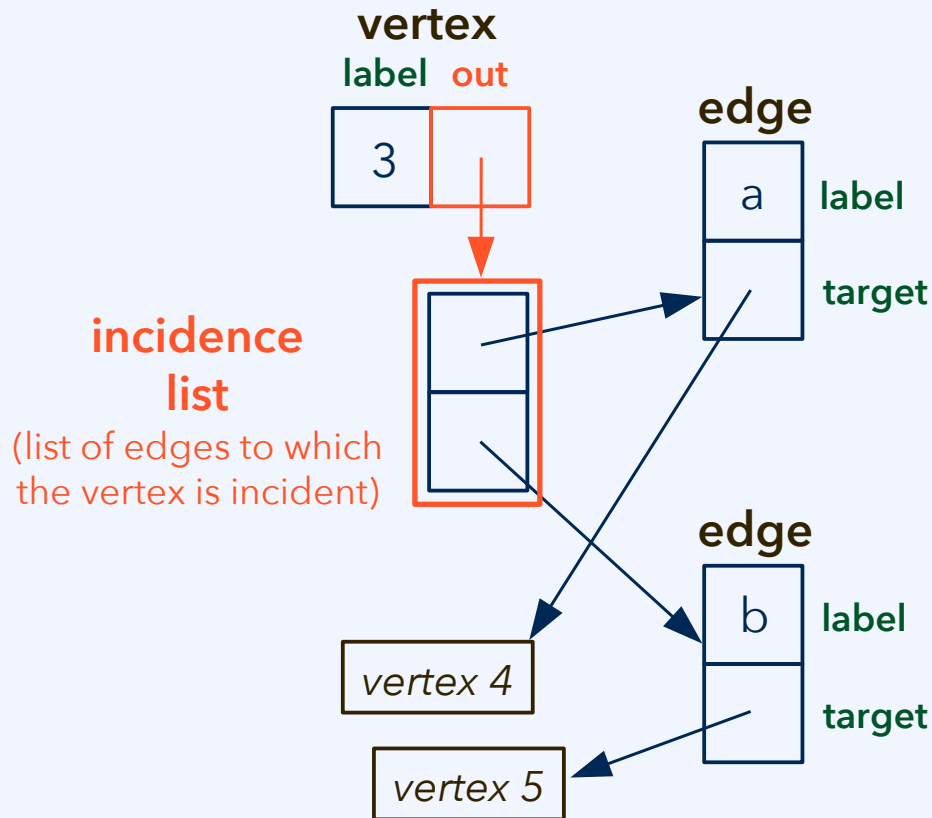 vertex
label out
3
edge
a
label
target
incidence
list
(list of edges to which
the vertex is incident)
edge
b
label
target
vertex 4
vertex 5